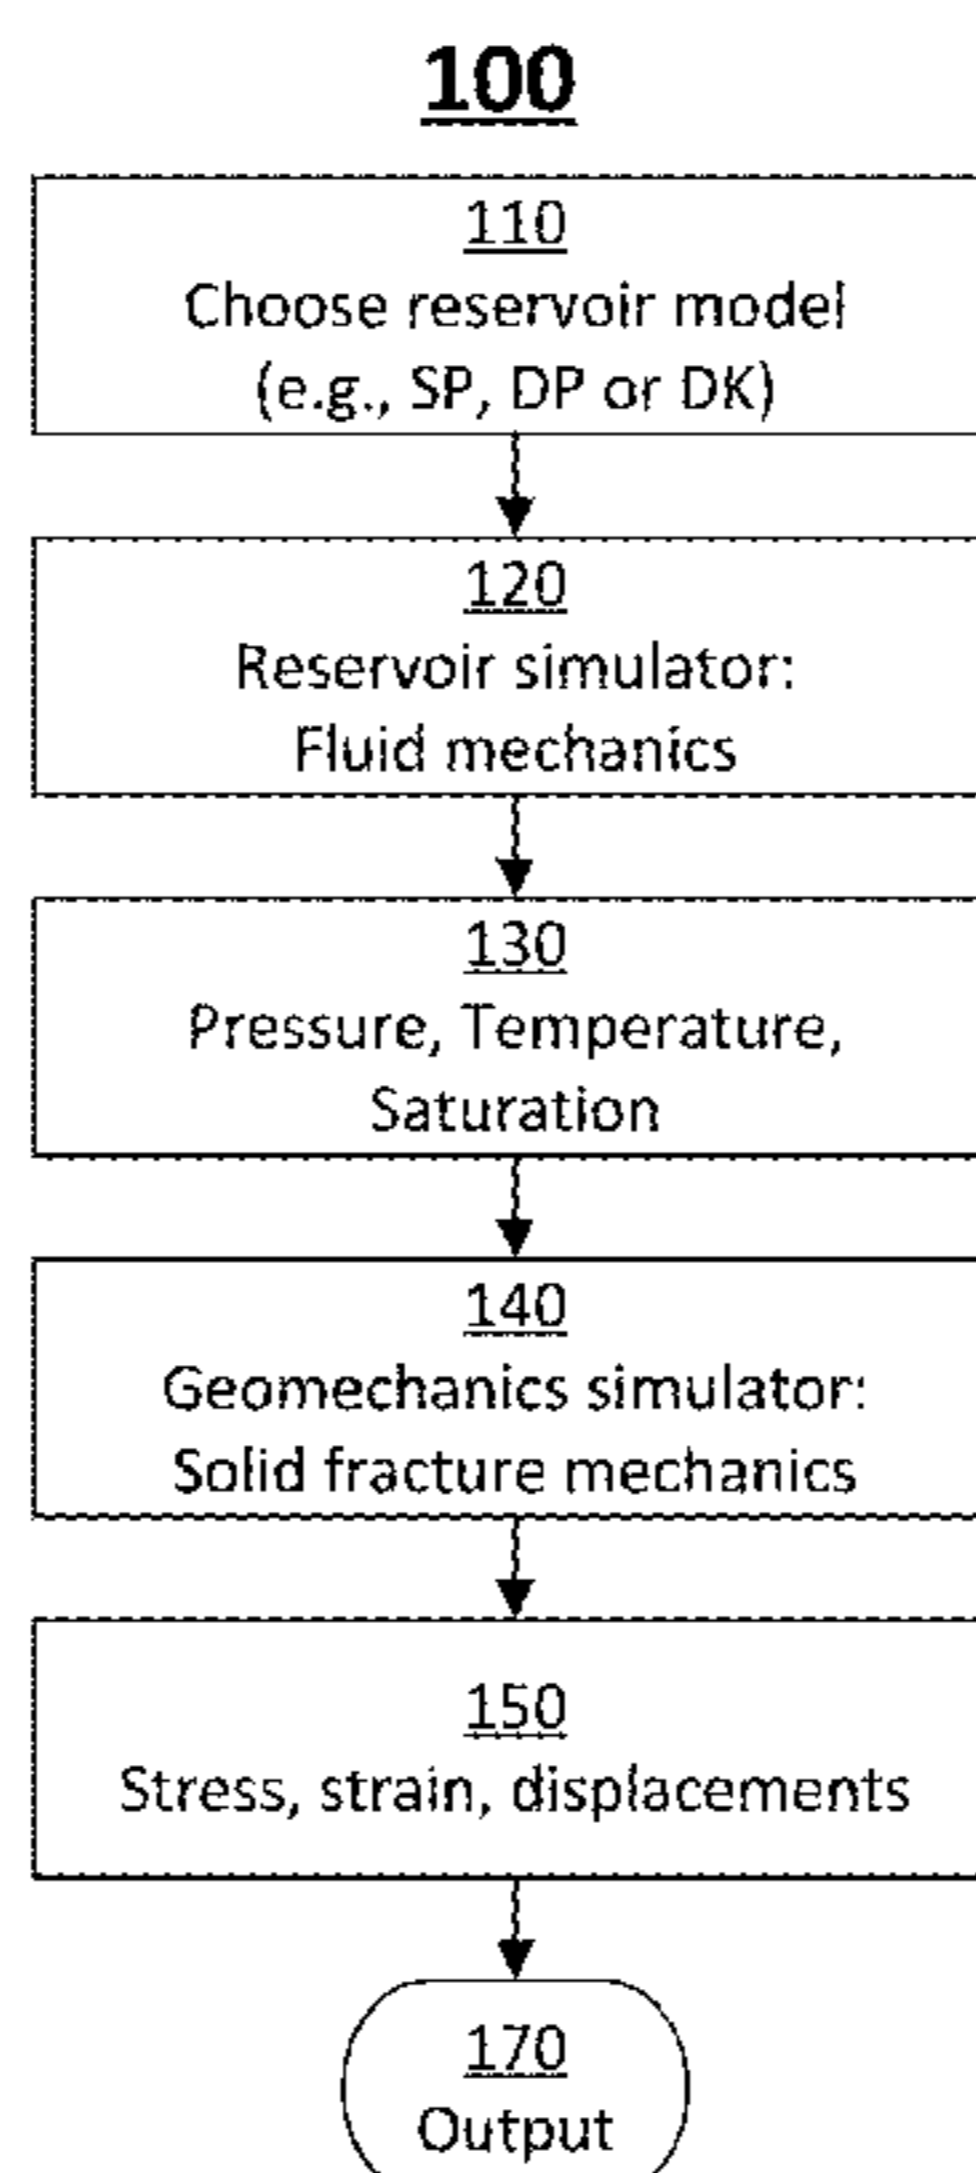 100
110
Choose reservoir model
(e.g., SP, DP or DK)
120
Reservoir simulator:
Fluid mechanics
130
Pressure, Temperature,
Saturation
140
Geomechanics simulator:
Solid fracture mechanics
150
Stress, strain, displacements
170
Output